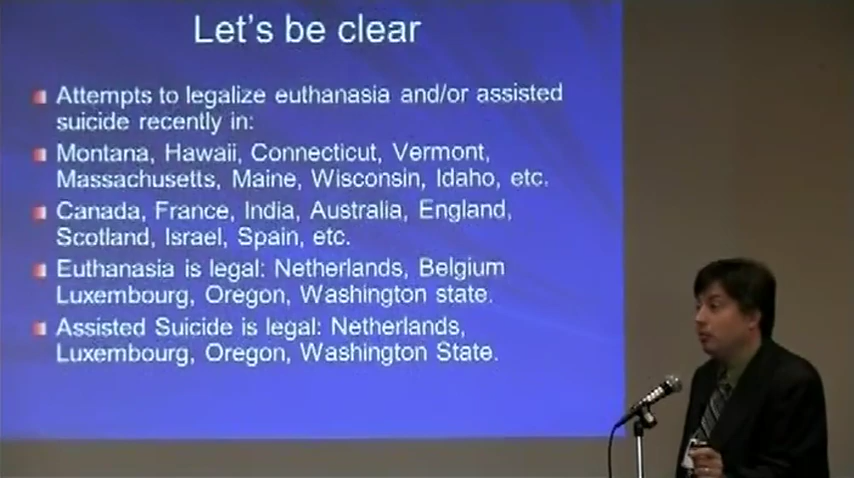 Let's be clear
Attempts to legalize euthanasia and/or assisted
suicide recently in:
Montana, Hawaii, Connecticut, Vermont,
Massachusetts, Maine, Wisconsin, Idaho, etc.
Canada, France, India, Australia, England,
Scotland, Israel, Spain, etc.
Euthanasia is legal: Netherlands, Belgium
Luxembourg, Oregon, Washington state.
Assisted Suicide is legal: Netherlands,
Luxembourg, Oregon, Washington State.